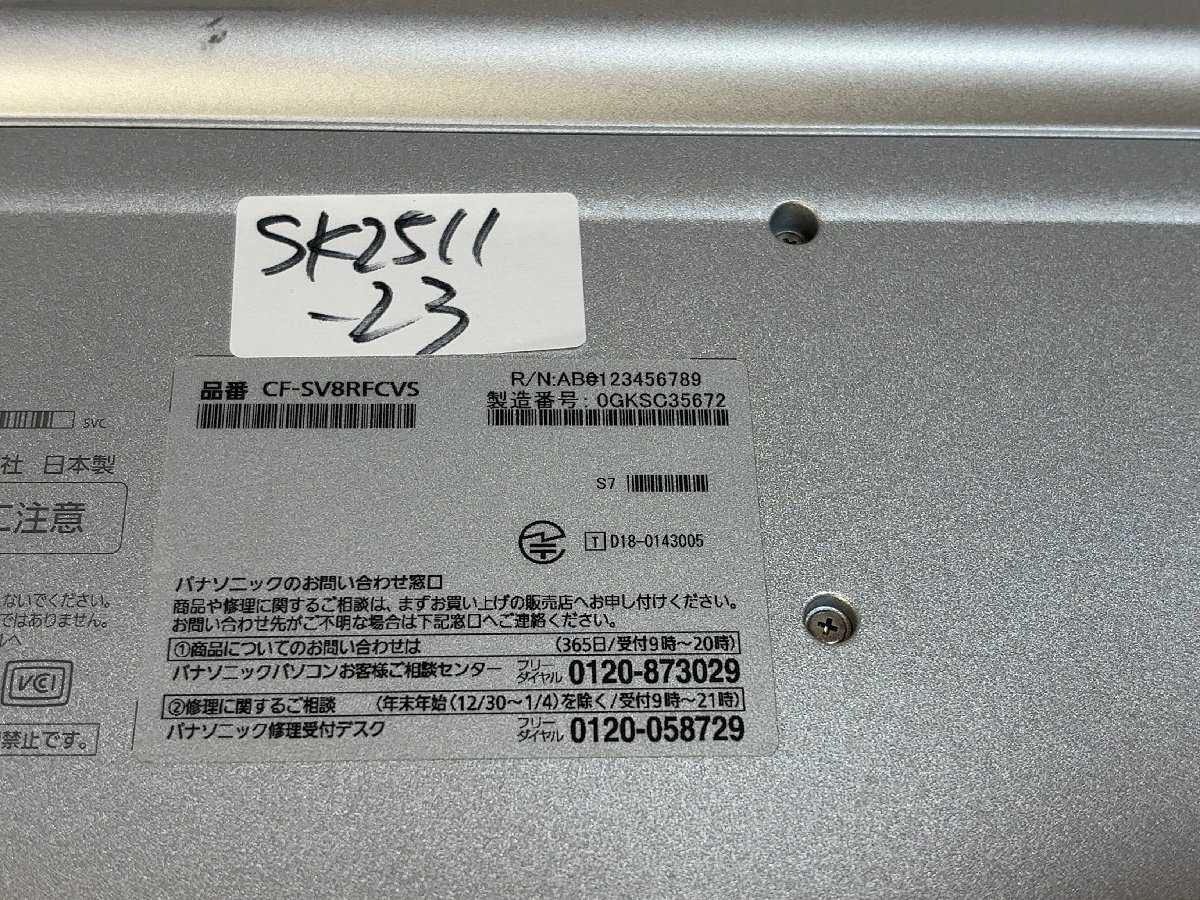 SK2511
-23
品番 CF-SV8RFCVS
R/N:AB0123456789
製造番号: 0GKSC35672
SVC
社 日本製
S7
注意
T D18-0143005
パナソニックのお問い合わせ窓口
商品や修理に関するご相談は、まずお買い上げの販売店へお申し付けください。
お問い合わせ先がご不明な場合は下記窓口へご連絡ください。
ないでください。
ではありません。
へ
①商品についてのお問い合わせは (365日/受付9時～20時)
パナソニックパソコンお客様ご相談センター フリーダイヤル 0120-873029
VCI
②修理に関するご相談 (年末年始(12/30～1/4)を除く/受付9時～21時)
パナソニック修理受付デスク フリーダイヤル 0120-058729
禁止です。